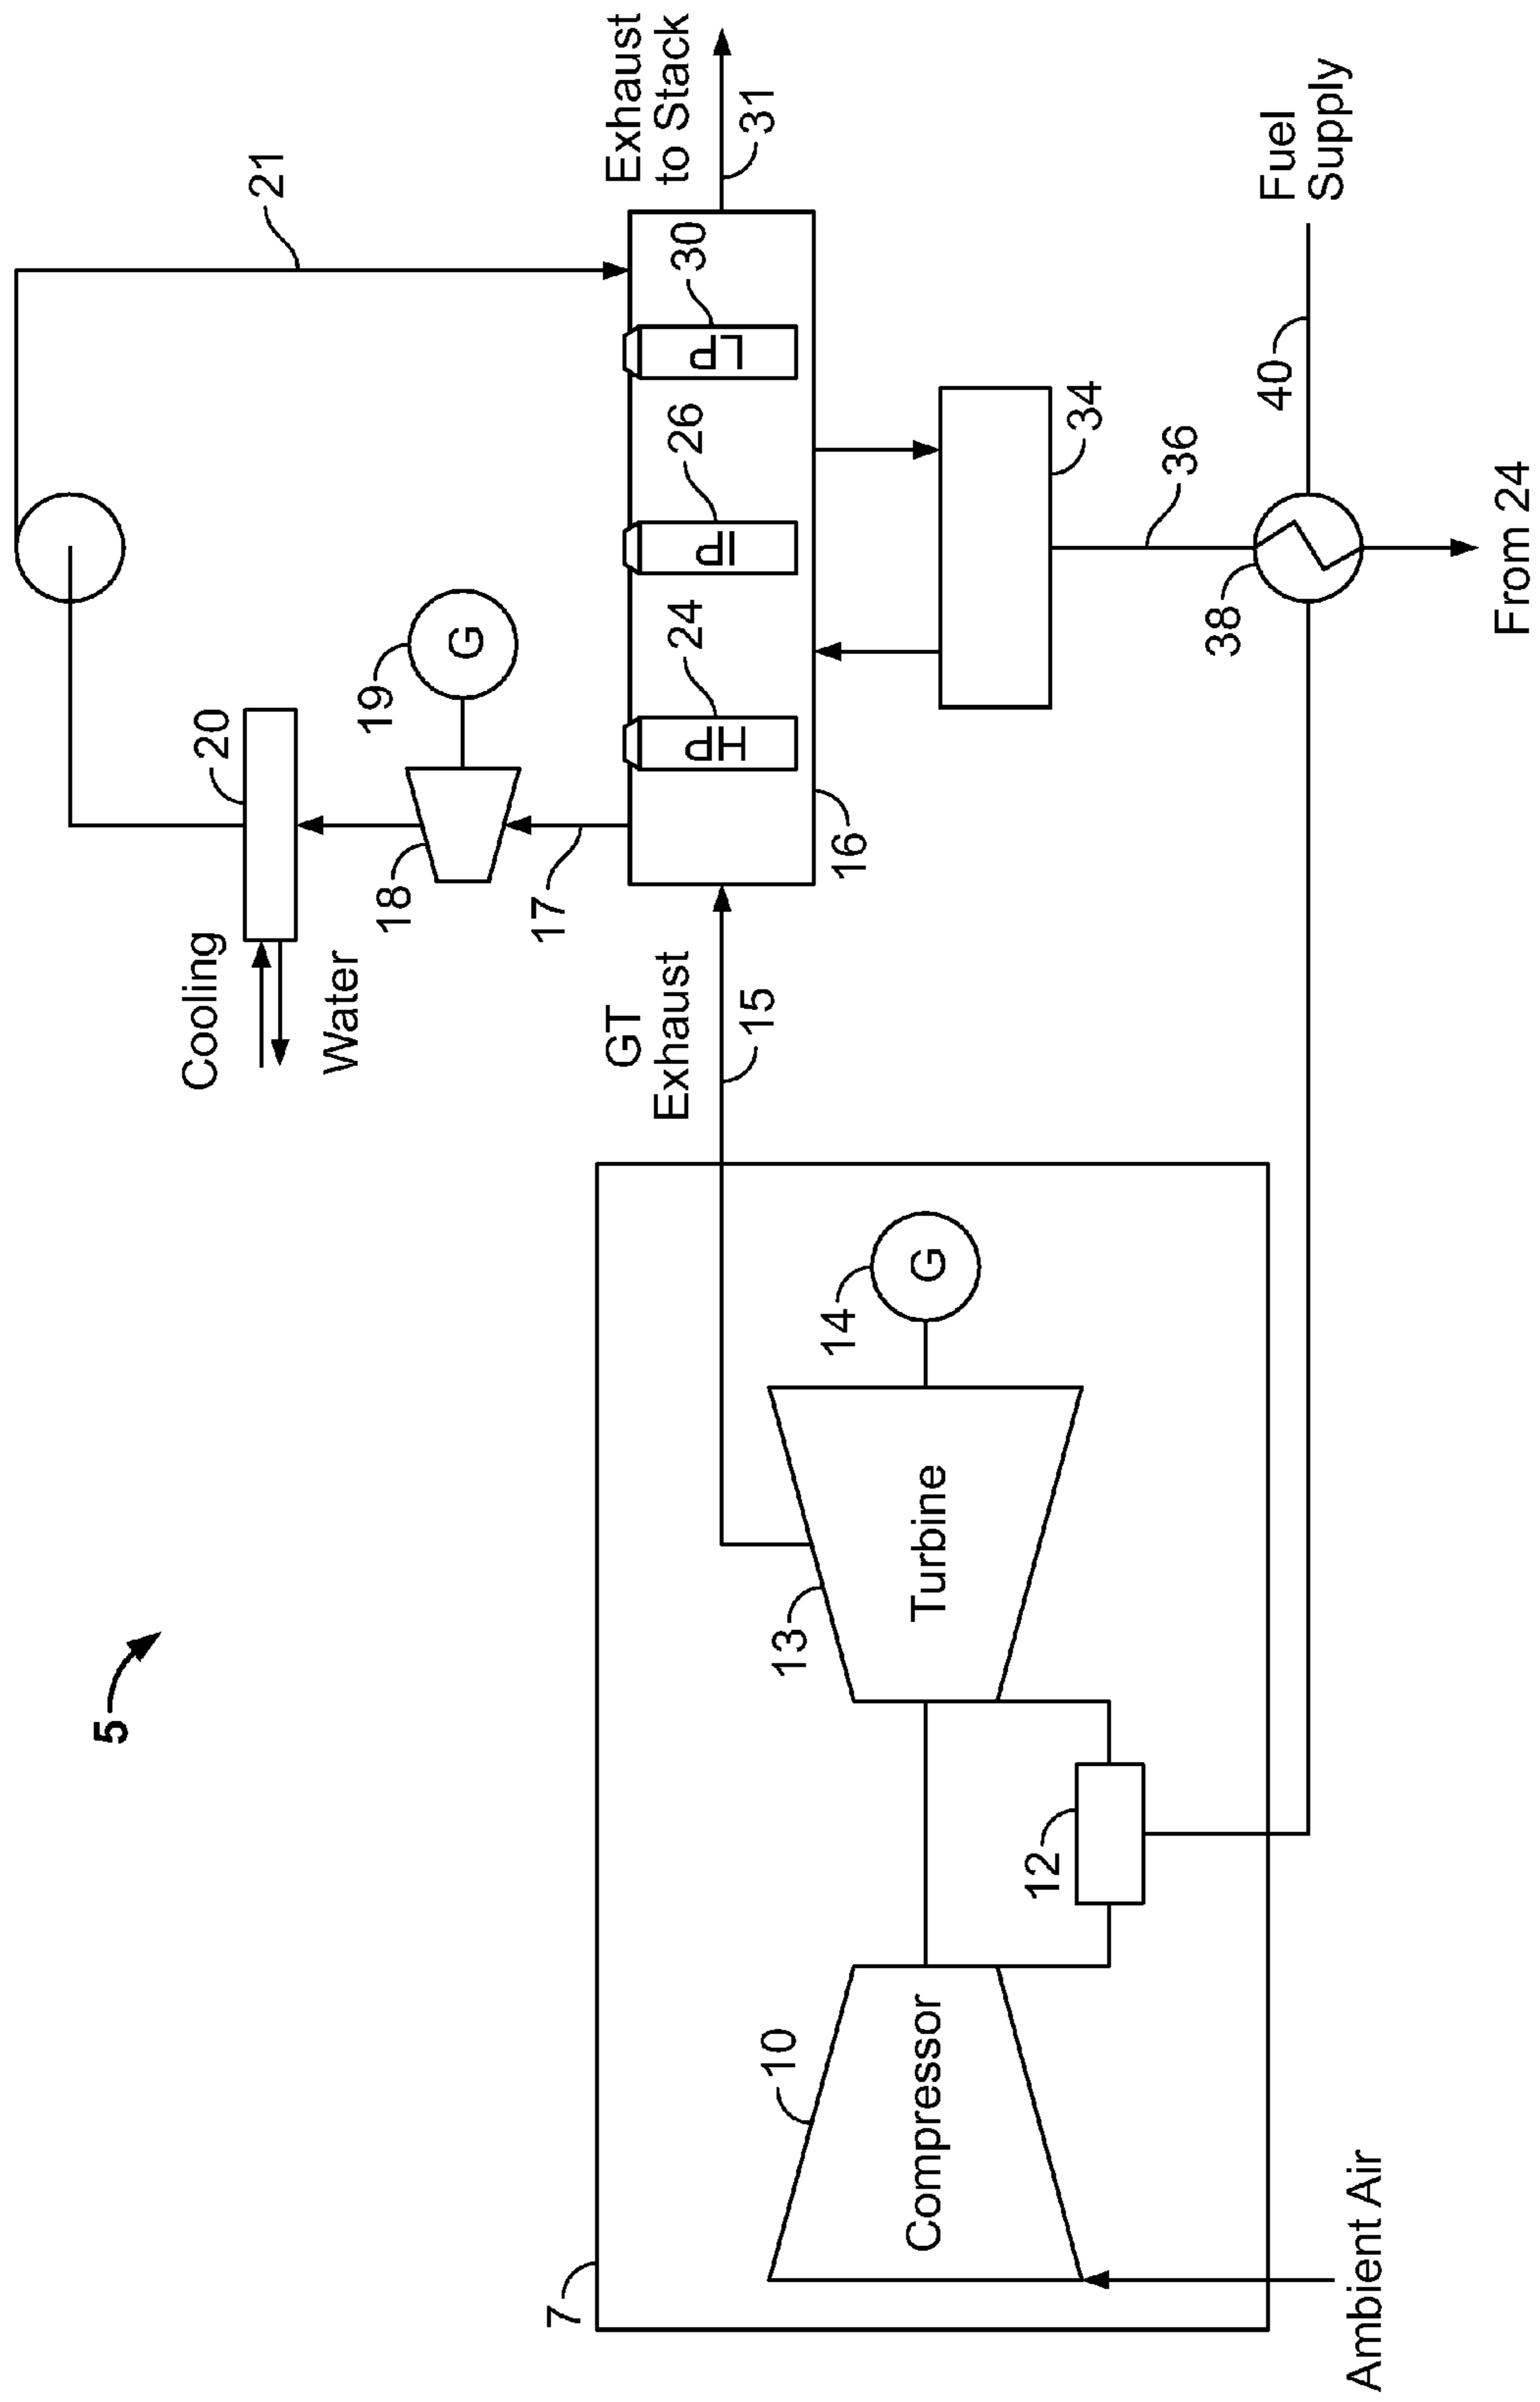 5
7
10
Compressor
Ambient Air
12
13
Turbine
14
G
GT
Exhaust
15
Cooling
Water
20
18
19
G
17
16
HP
24
IP
26
LP
30
21
Exhaust
to Stack
31
34
36
38
From 24
40
Fuel
Supply